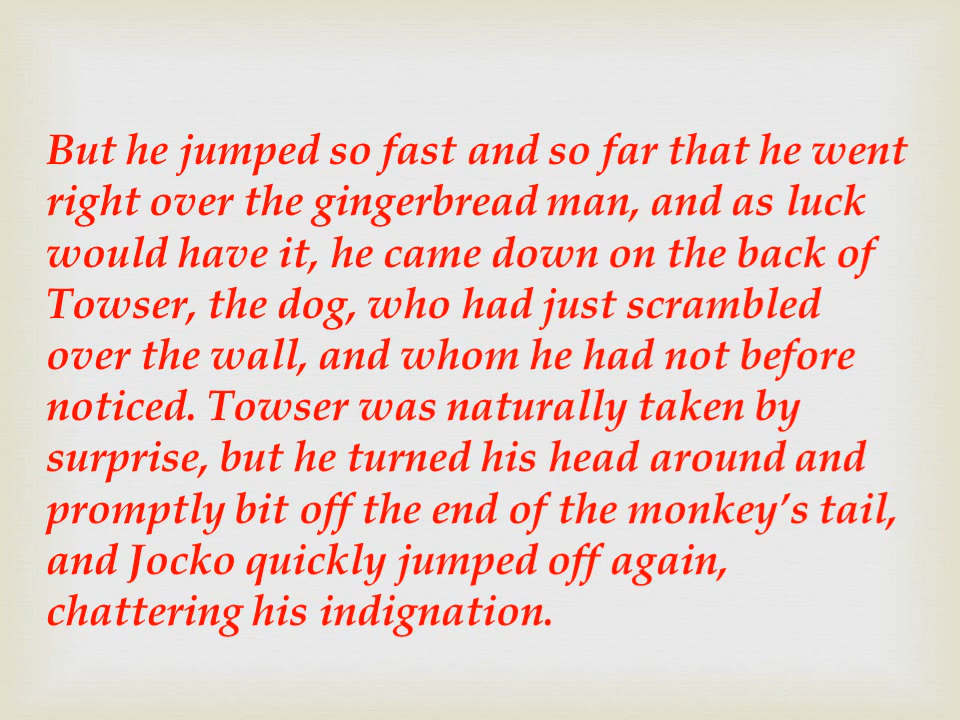 But he jumped so fast and so far that he went
right over the gingerbread man, and as luck
would have it, he came down on the back of
Towser, the dog, who had just scrambled
over the wall, and whom he had not before
noticed. Towser was naturally taken by
surprise, but he turned his head around and
promptly bit off the end of the monkey’s tail,
and Jocko quickly jumped off again,
chattering his indignation.